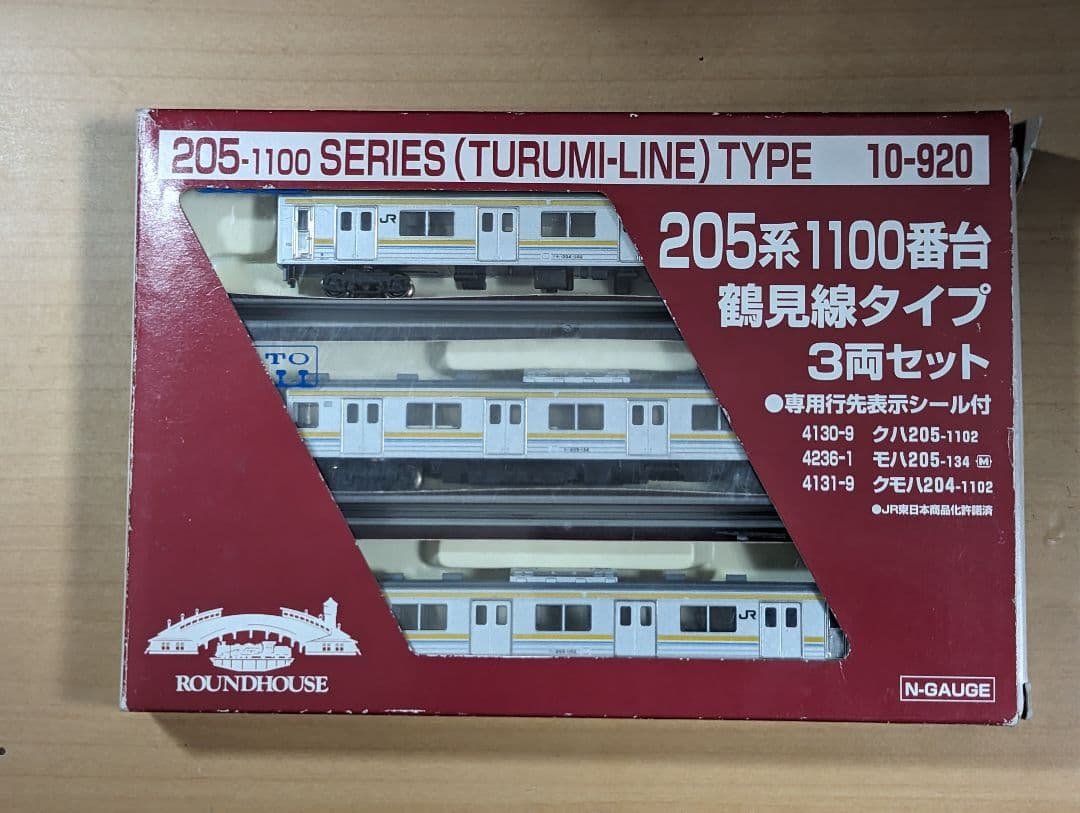 205-1100 SERIES (TURUMI-LINE) TYPE 10-920
205系1100番台
鶴見線タイプ
3両セット
●専用行先表示シール付
4130-9 クハ205-1102
4236-1 モハ205-134 M
4131-9 クモハ204-1102
●JR東日本商品化許諾済
JR
JR
ROUNDHOUSE
N-GAUGE